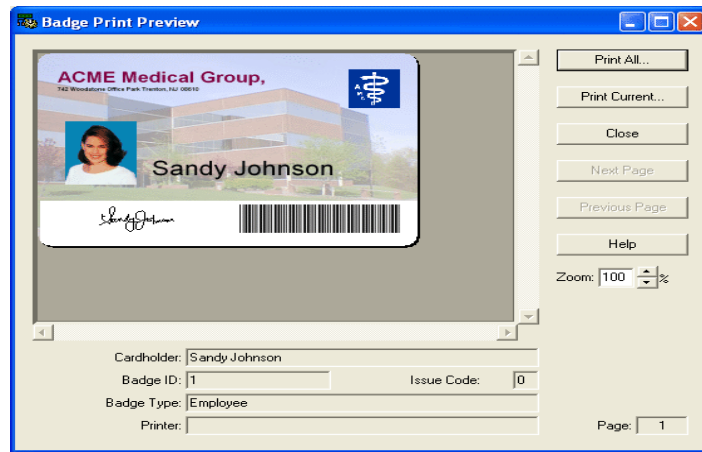 Badge Print Preview
ACME Medical Group,
742 Woodstone Office Park Trenton, NJ 08610
Sandy Johnson
Sandy Johnson
Print All...
Print Current...
Close
Next Page
Previous Page
Help
Zoom: 100 %
Cardholder: Sandy Johnson
Badge ID: 1 Issue Code: 0
Badge Type: Employee
Printer:
Page: 1